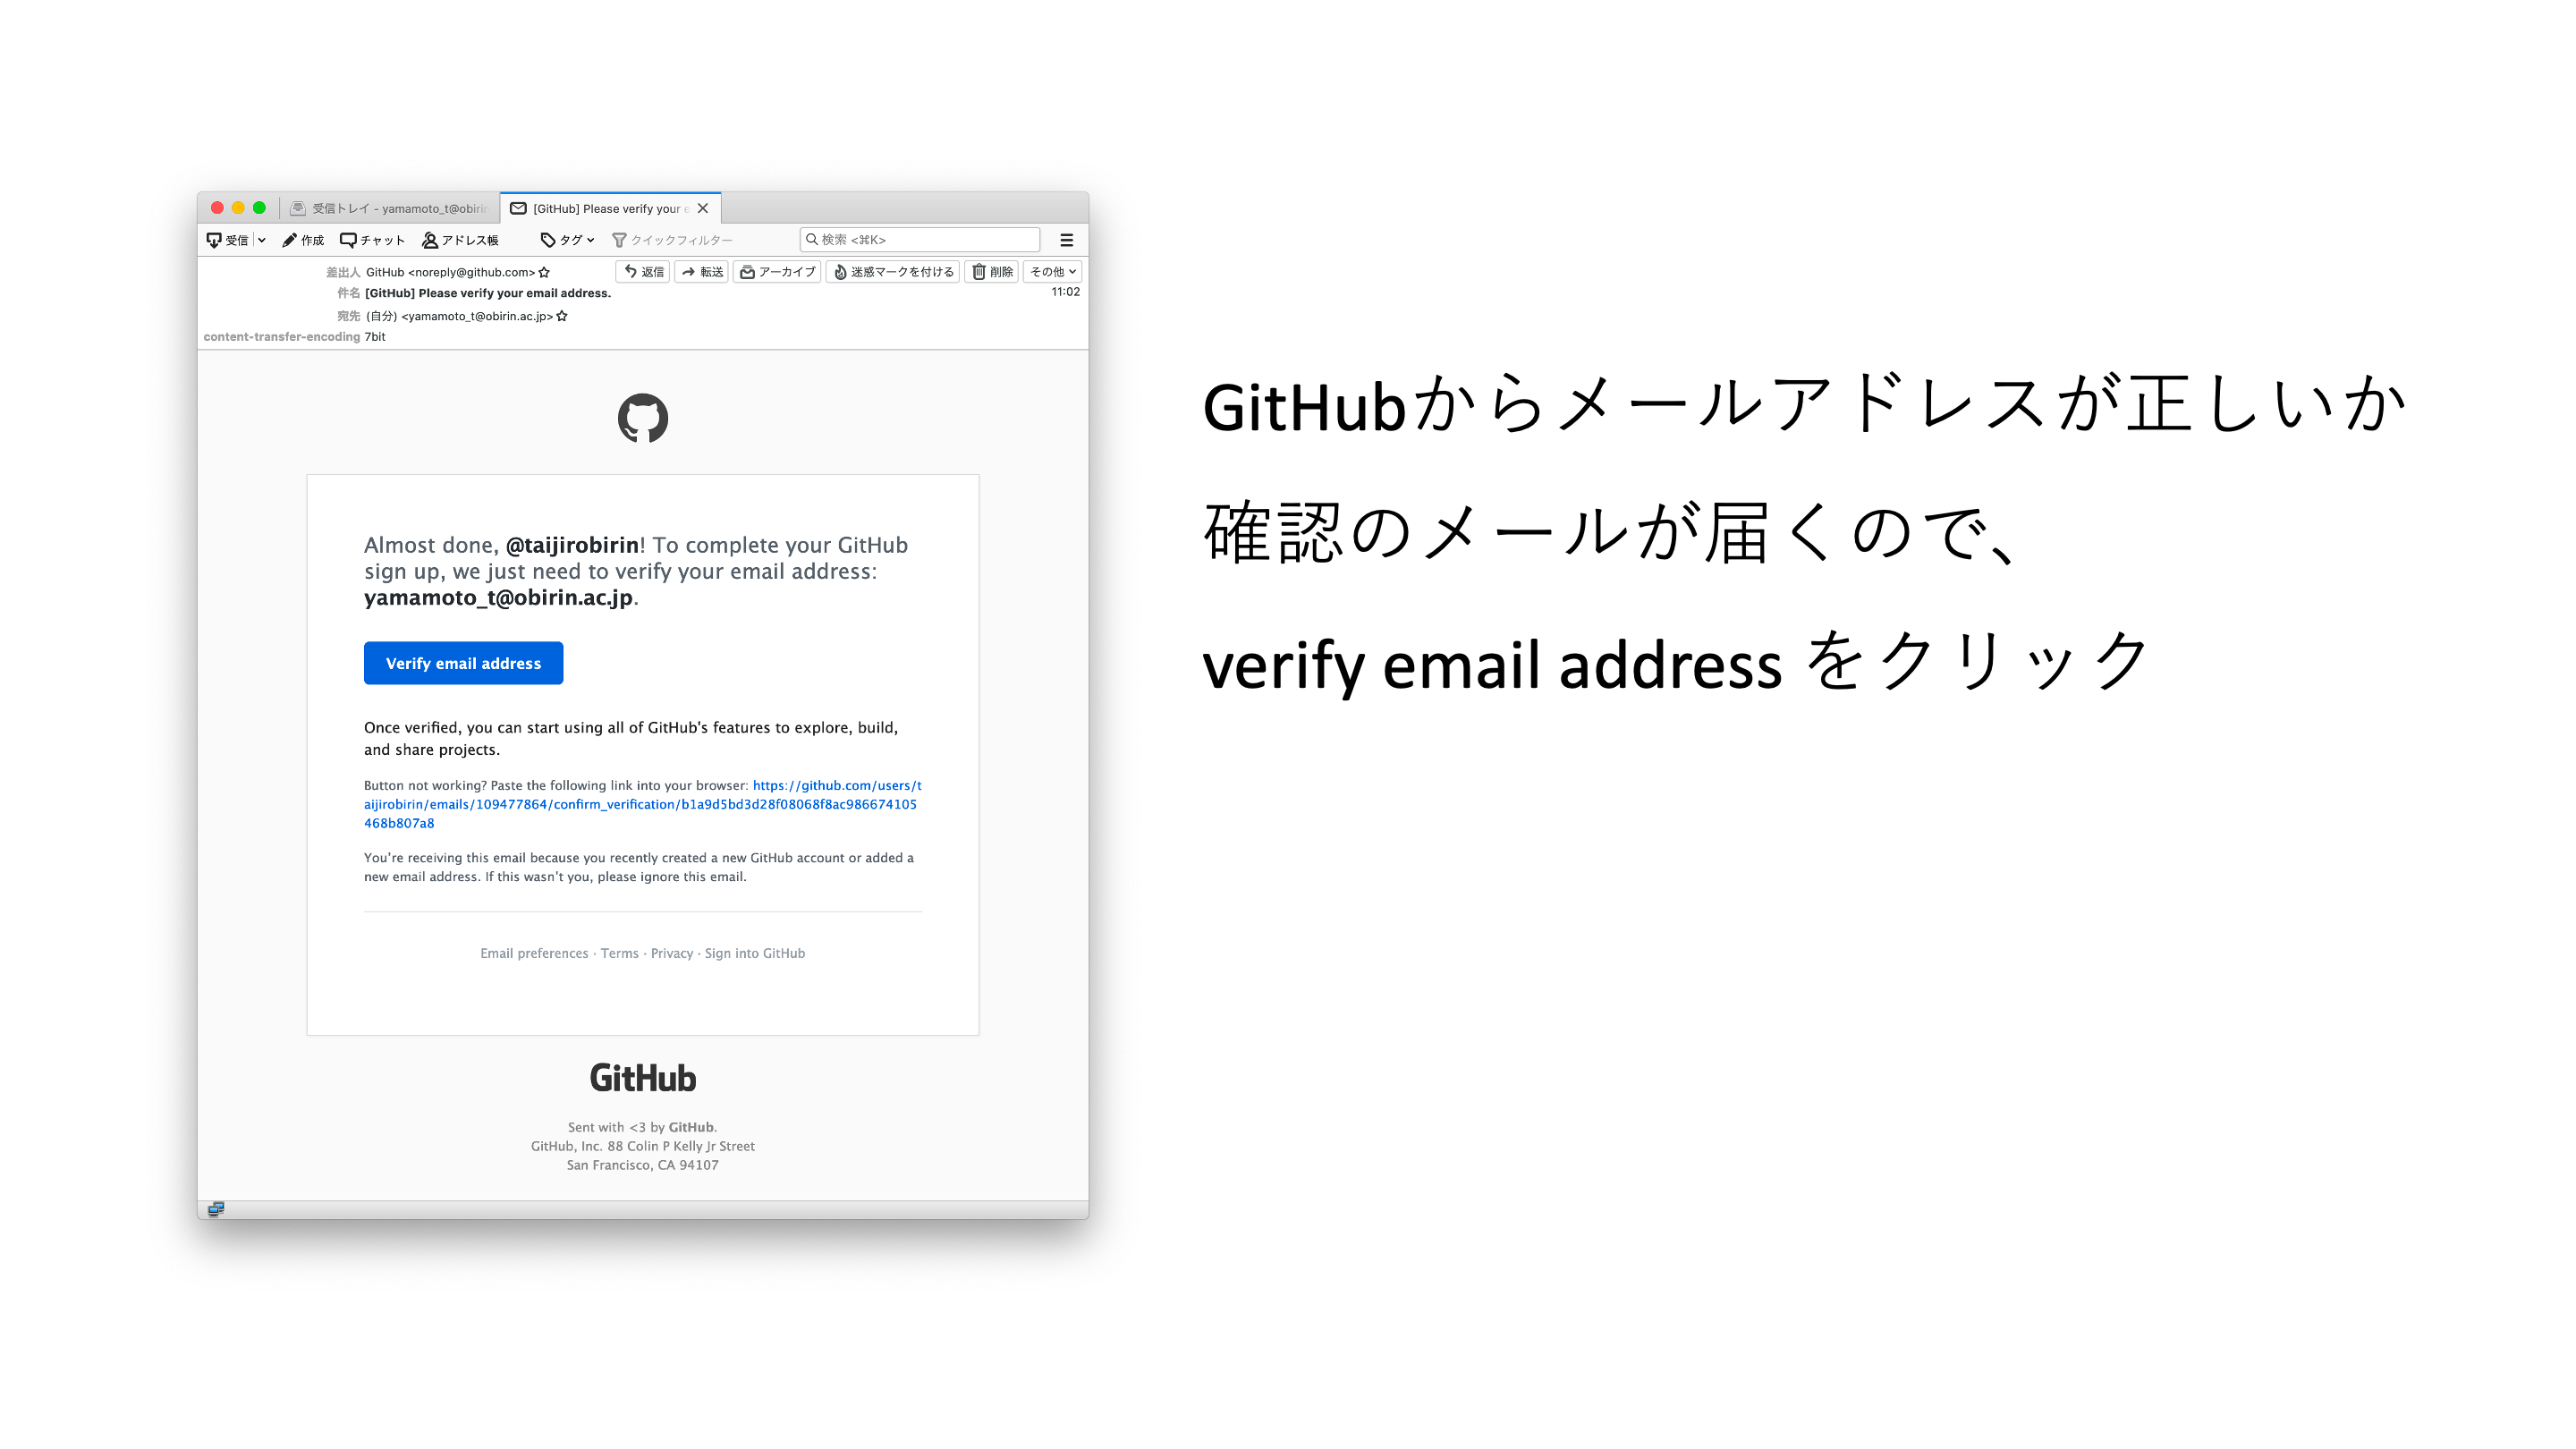 受信トレイ - yamamoto_t@obirin
[GitHub] Please verify your e
受信
作成
チャット
アドレス帳
タグ
クイックフィルター
検索 <⌘K>
差出人 GitHub <noreply@github.com>
返信
転送
アーカイブ
迷惑マークを付ける
削除
その他
件名 [GitHub] Please verify your email address.
11:02
宛先 (自分) <yamamoto_t@obirin.ac.jp>
content-transfer-encoding 7bit
Almost done, @taijirobirin! To complete your GitHub
sign up, we just need to verify your email address:
yamamoto_t@obirin.ac.jp.
Verify email address
Once verified, you can start using all of GitHub's features to explore, build,
and share projects.
Button not working? Paste the following link into your browser: https://github.com/users/t
aijirobirin/emails/109477864/confirm_verification/b1a9d5bd3d28f08068f8ac986674105
468b807a8
You're receiving this email because you recently created a new GitHub account or added a
new email address. If this wasn't you, please ignore this email.
Email preferences · Terms · Privacy · Sign into GitHub
GitHub
Sent with <3 by GitHub.
GitHub, Inc. 88 Colin P Kelly Jr Street
San Francisco, CA 94107
GitHubからメールアドレスが正しいか
確認のメールが届くので、
verify email address をクリック